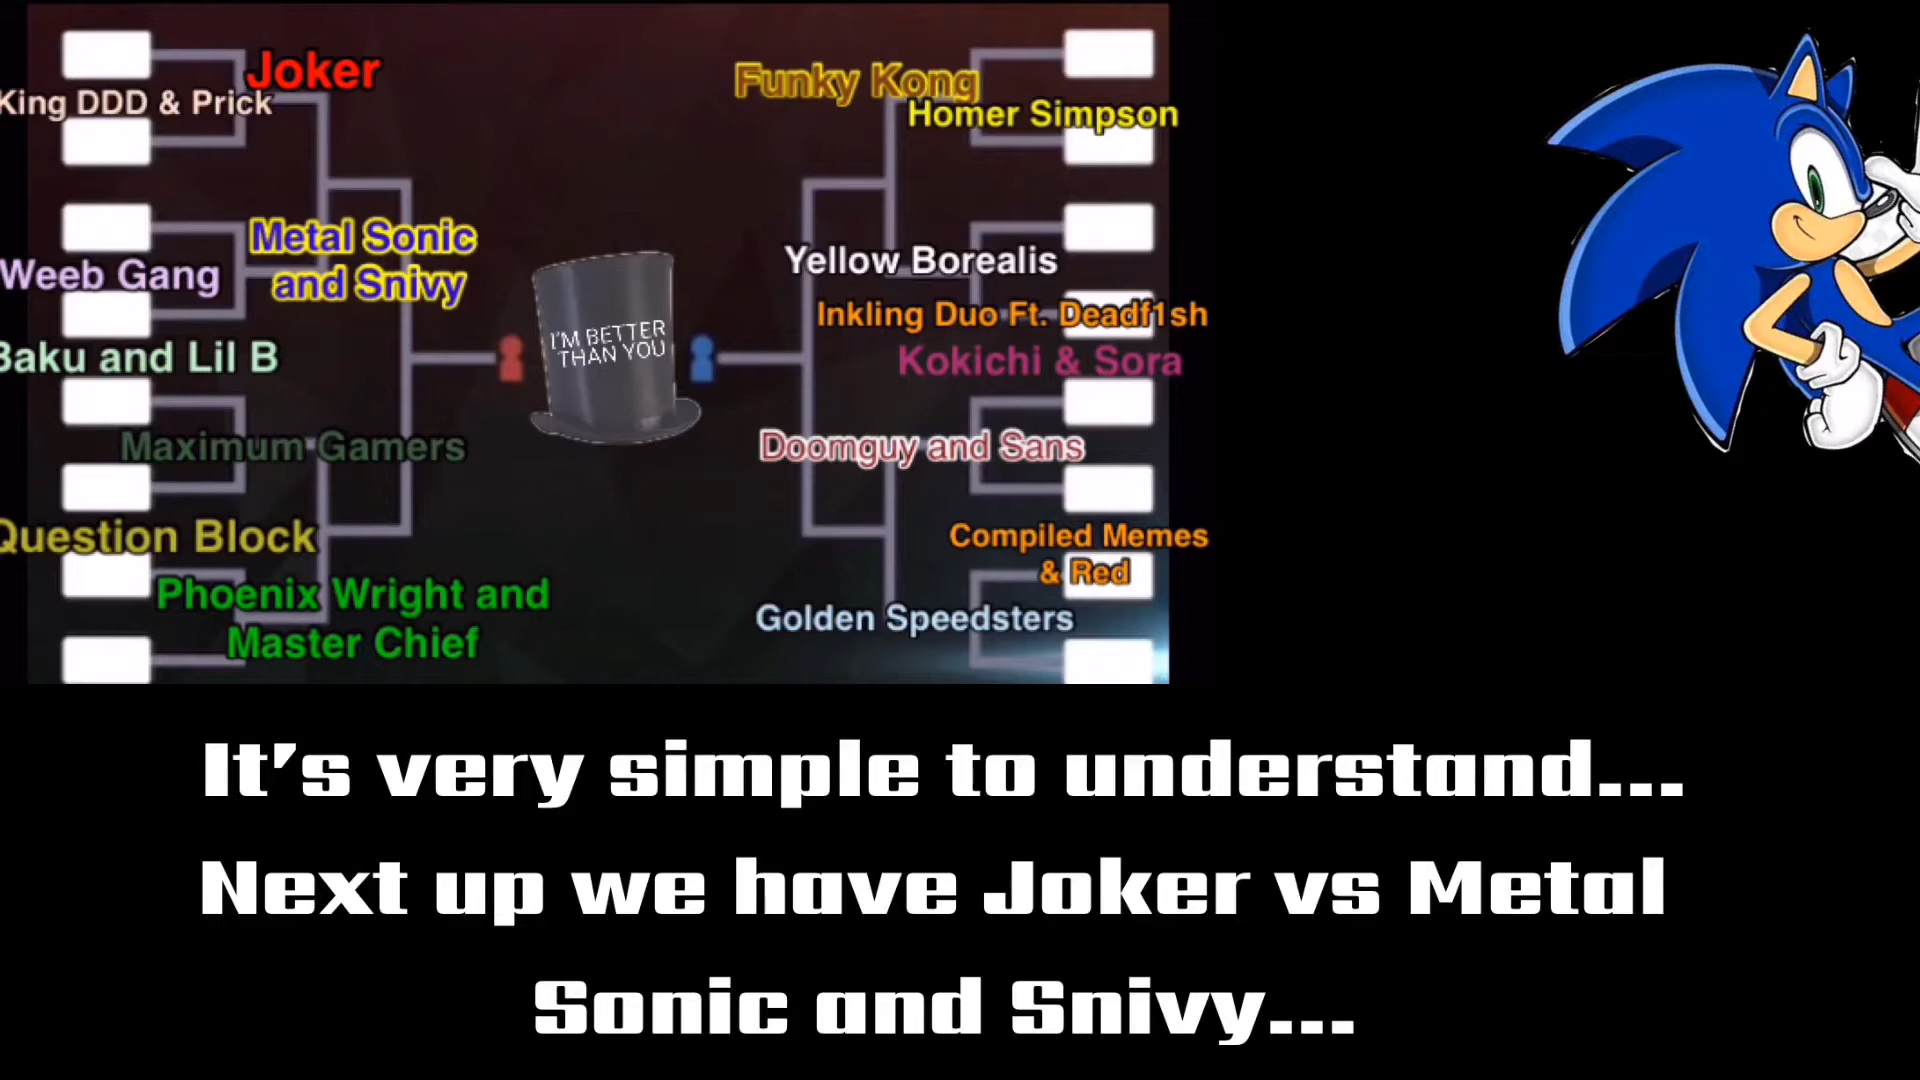 Joker
King DDD & Prick
Metal Sonic
and Snivy
Weeb Gang
Baku and Lil B
Maximum Gamers
Question Block
Phoenix Wright and
Master Chief
I'M BETTER
THAN YOU
Funky Kong
Homer Simpson
Yellow Borealis
Inkling Duo Ft. Deadf1sh
Kokichi & Sora
Doomguy and Sans
Compiled Memes
& Red
Golden Speedsters
It's very simple to understand...
Next up we have Joker vs Metal
Sonic and Snivy...